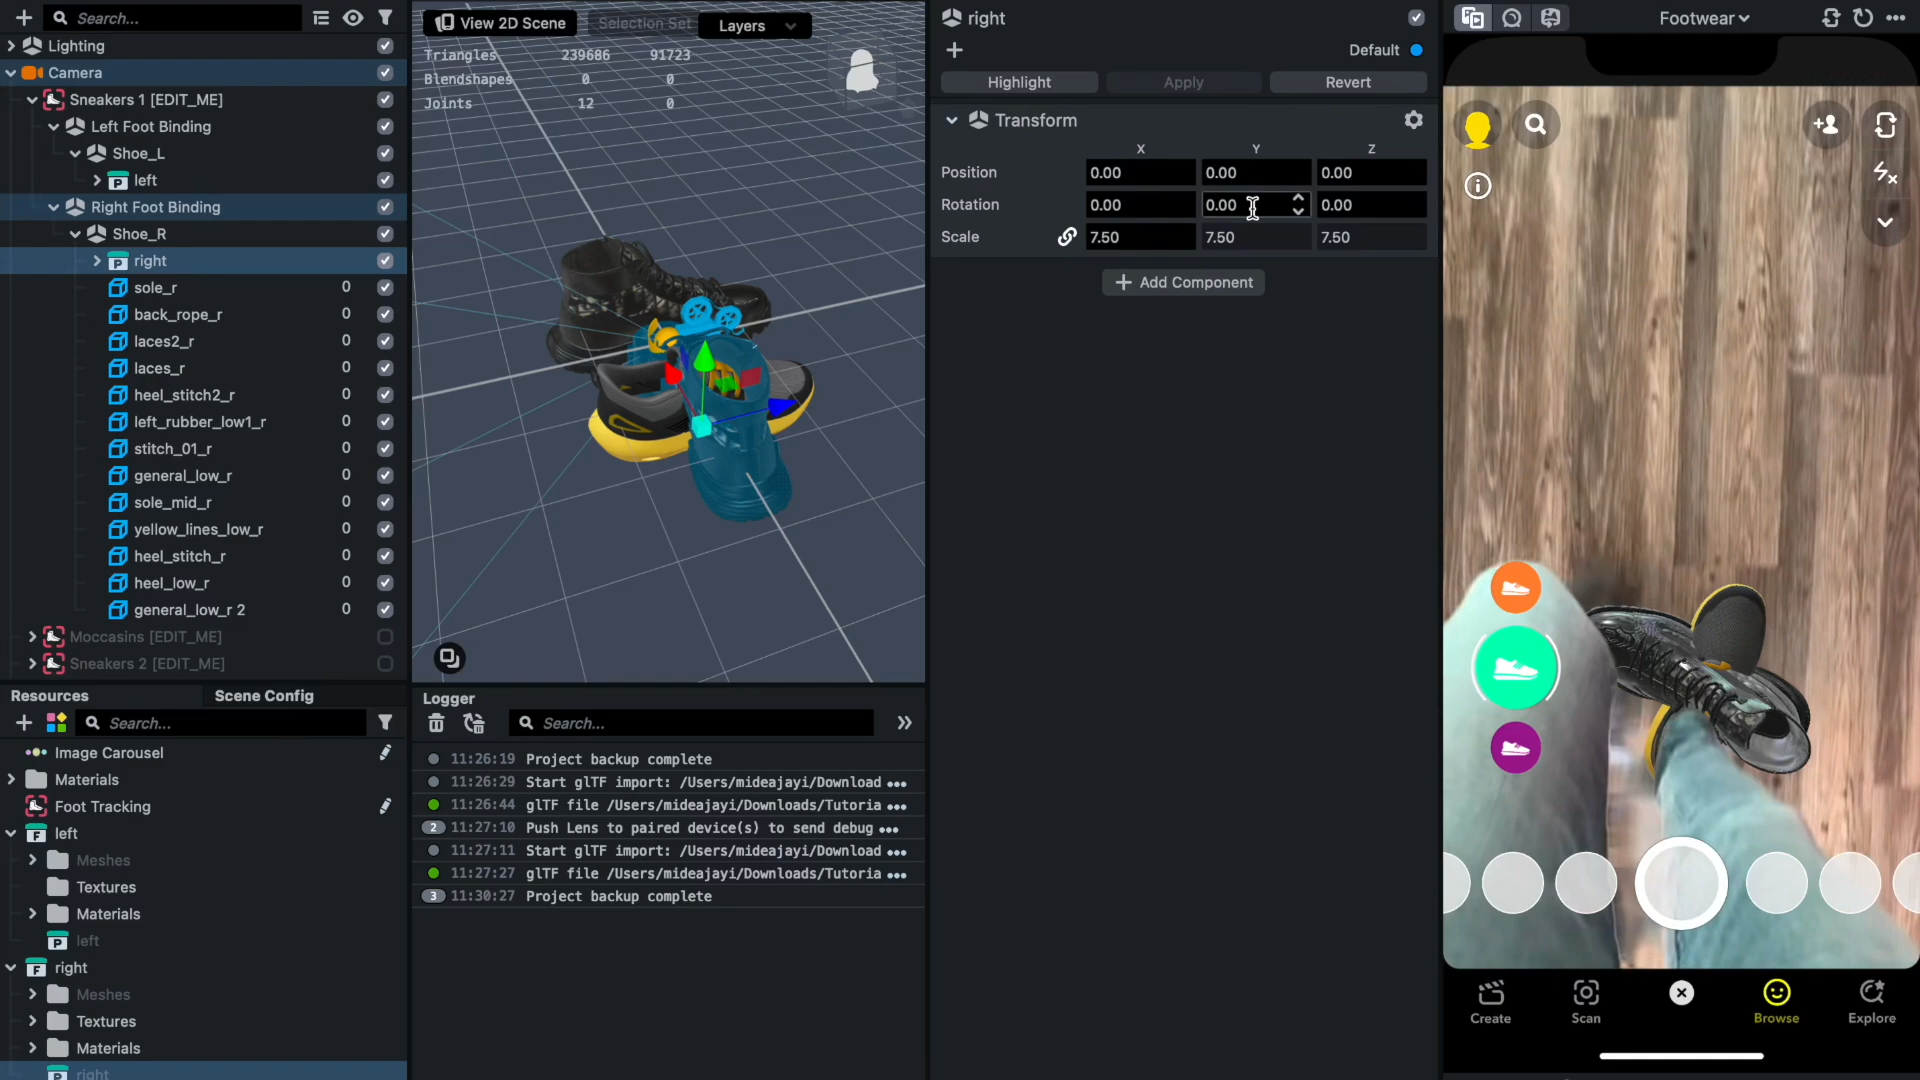 Search...
Lighting
Camera
Sneakers 1 [EDIT_ME]
Left Foot Binding
Shoe_L
P left
Right Foot Binding
Shoe_R
P right
sole_r 0
back_rope_r 0
laces2_r 0
laces_r 0
heel_stitch2_r 0
left_rubber_low1_r 0
stitch_01_r 0
general_low_r 0
sole_mid_r 0
yellow_lines_low_r 0
heel_stitch_r 0
heel_low_r 0
general_low_r 2 0
Moccasins [EDIT_ME]
Sneakers 2 [EDIT_ME]
Resources Scene Config
Search...
Image Carousel
Materials
Foot Tracking
F left
Meshes
Textures
Materials
P left
F right
Meshes
Textures
Materials
P right
View 2D Scene Selection Set Layers
Triangles 239686 91723
Blendshapes 0 0
Joints 12 0
Logger
Search...
11:26:19 Project backup complete
11:26:29 Start glTF import: /Users/mideajayi/Download •••
11:26:44 glTF file /Users/mideajayi/Downloads/Tutoria •••
2 11:27:10 Push Lens to paired device(s) to send debug •••
11:27:11 Start glTF import: /Users/mideajayi/Download •••
11:27:27 glTF file /Users/mideajayi/Downloads/Tutoria •••
3 11:30:27 Project backup complete
right
Default
Highlight Apply Revert
Transform
X Y Z
Position 0.00 0.00 0.00
Rotation 0.00 0.00 0.00
Scale 7.50 7.50 7.50
+ Add Component
Footwear
Create Scan Browse Explore